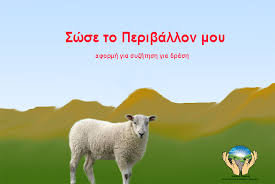 Σώσε το Περιβάλλον μου
αφορμή για συζήτηση για δράση